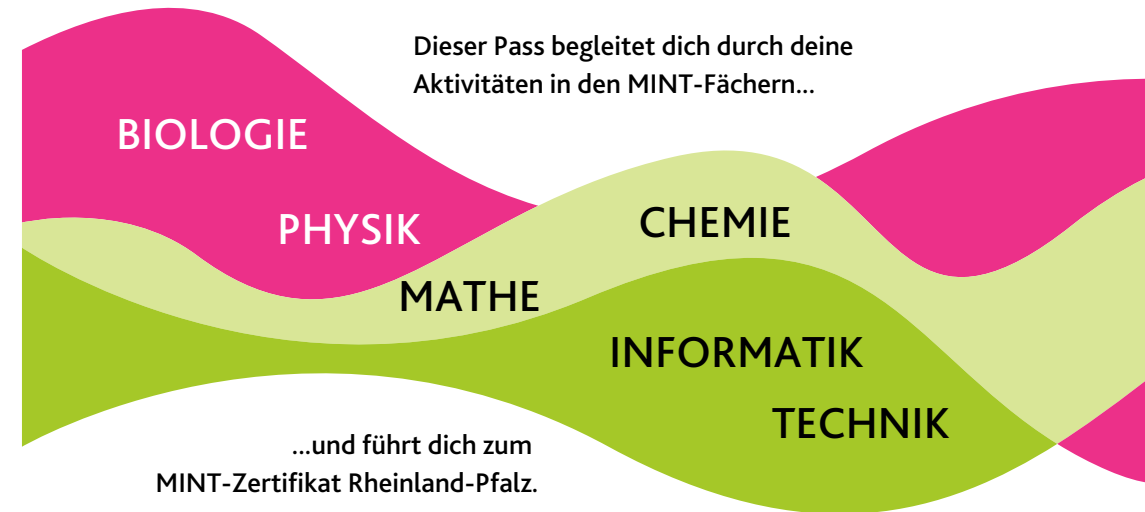 Dieser Pass begleitet dich durch deine
Aktivitäten in den MINT-Fächern...
BIOLOGIE
PHYSIK
CHEMIE
MATHE
INFORMATIK
TECHNIK
...und führt dich zum
MINT-Zertifikat Rheinland-Pfalz.